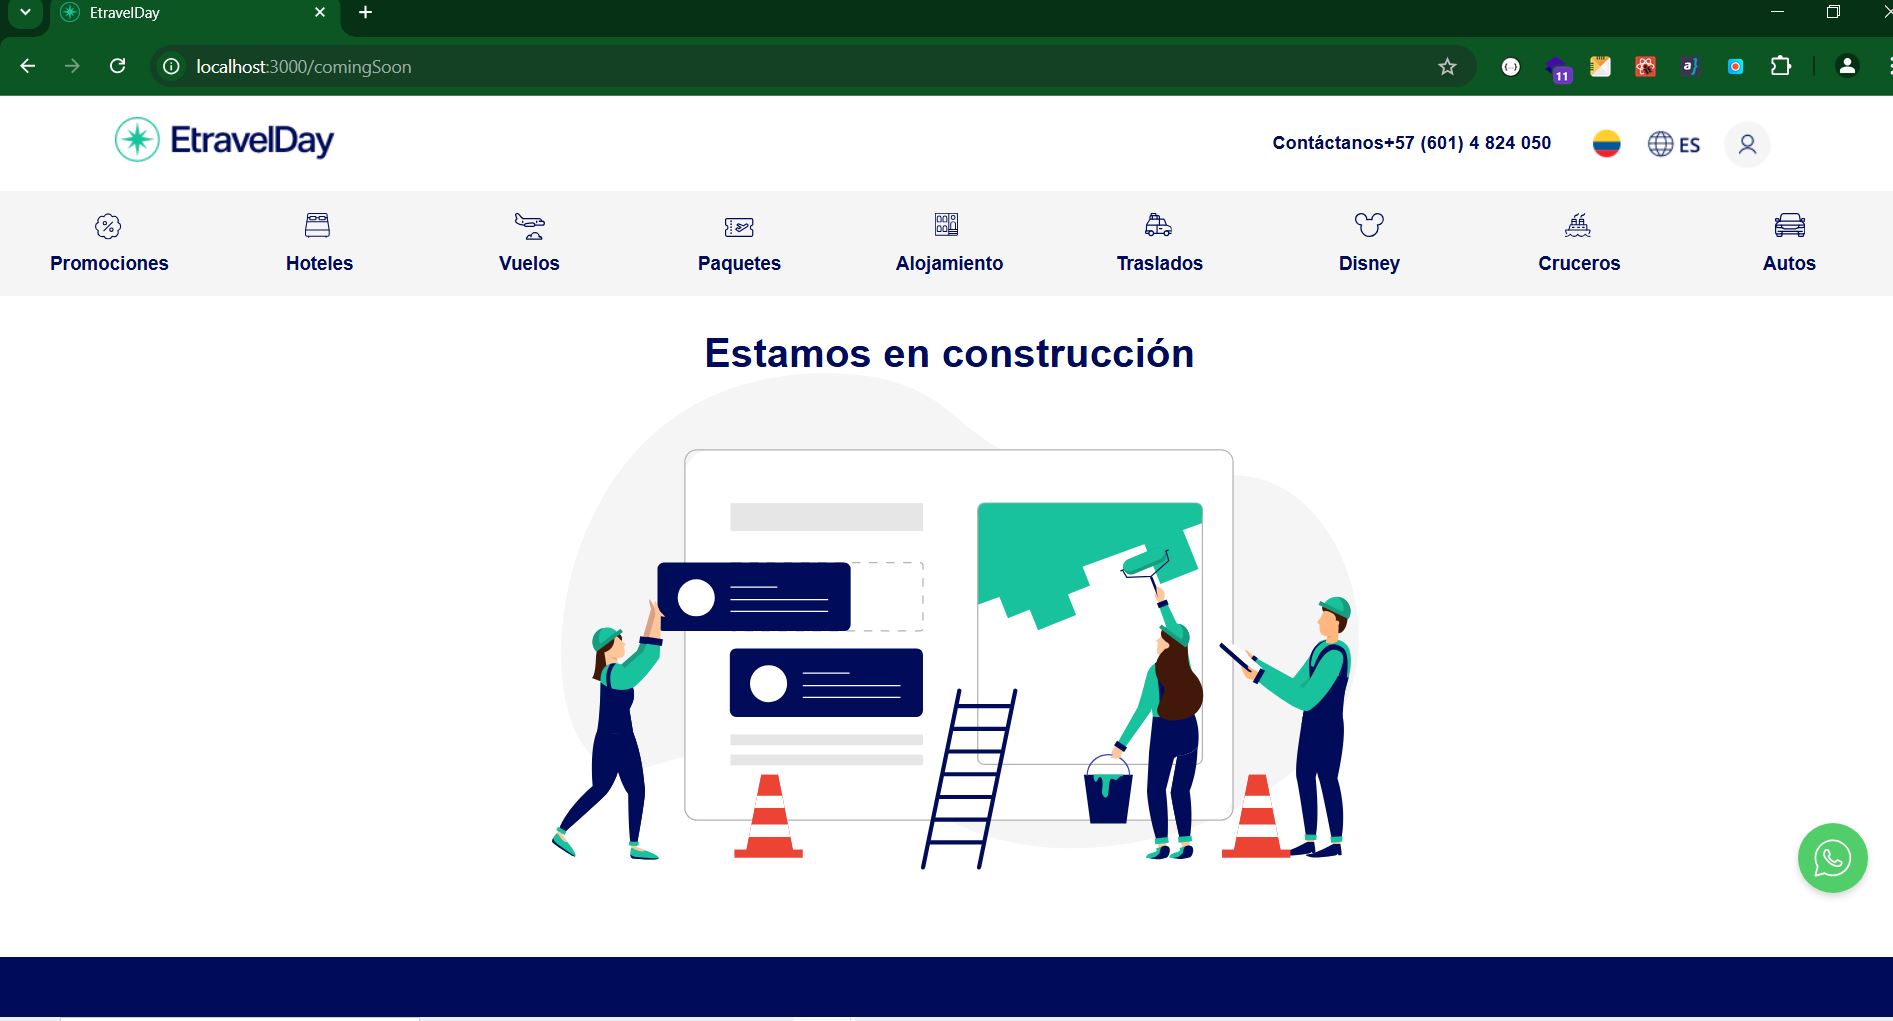 EtravelDay
localhost:3000/comingSoon
11
a}
EtravelDay
Contáctanos+57 (601) 4 824 050
ES
Promociones
Hoteles
Vuelos
Paquetes
Alojamiento
Traslados
Disney
Cruceros
Autos
Estamos en construcción